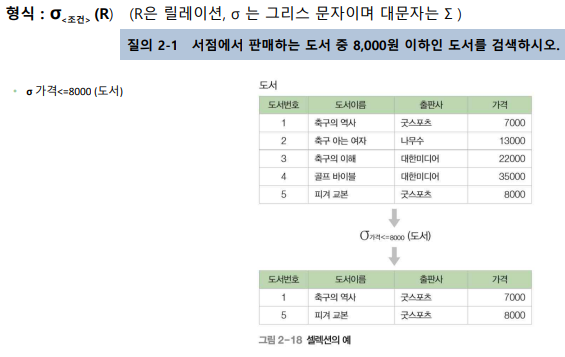 형식 : σ<조건> (R) (R은 릴레이션, σ 는 그리스 문자이며 대문자는 Σ )
질의 2-1 서점에서 판매하는 도서 중 8,000원 이하인 도서를 검색하시오.
• σ 가격<=8000 (도서)
도서
도서번호 도서이름 출판사 가격
1 축구의 역사 굿스포츠 7000
2 축구 아는 여자 나무수 13000
3 축구의 이해 대한미디어 22000
4 골프 바이블 대한미디어 35000
5 피겨 교본 굿스포츠 8000
σ가격<=8000 (도서)
도서번호 도서이름 출판사 가격
1 축구의 역사 굿스포츠 7000
5 피겨 교본 굿스포츠 8000
그림 2-18 셀렉션의 예